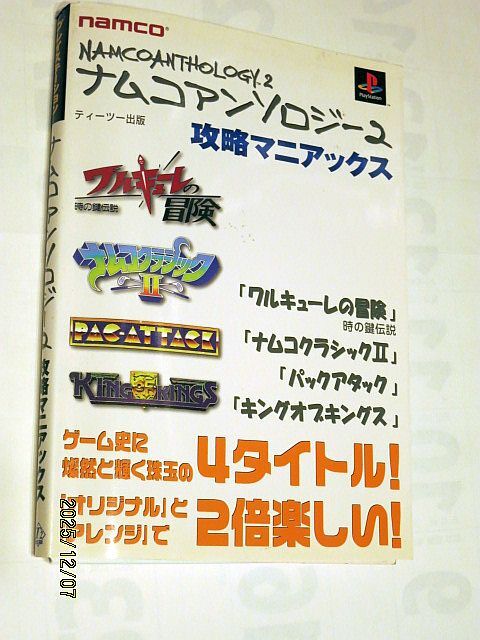 namco
NAMCOANTHOLOGY.2
ナムコアンソロジー2
PlayStation
ティーツー出版
攻略マニアックス
ワルキューレの冒険
時の鍵伝説
ナムコクラシック
II
PAC-ATTACK
KING OF KINGS
「ワルキューレの冒険」
時の鍵伝説
「ナムコクラシックII」
「パックアタック」
「キングオブキングス」
ゲーム史に
燦然と輝く珠玉の
4タイトル!
「オリジナル」と
「アレンジ」で
2倍楽しい!
ナムコアンソロジー2 攻略マニアックス
2025/12/07